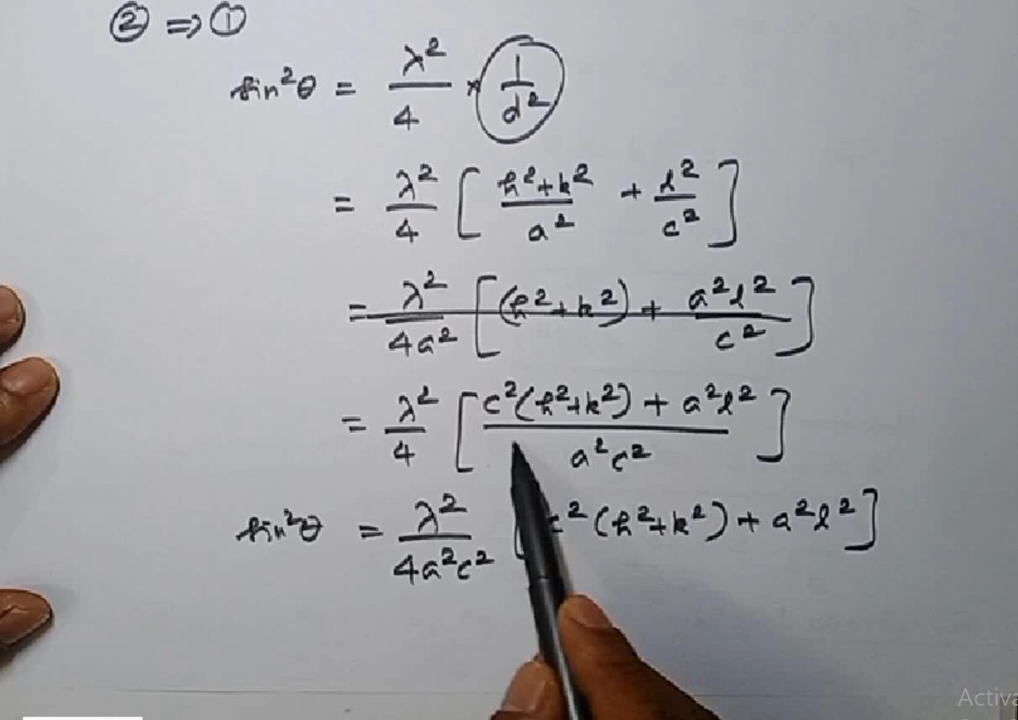 ② ⇒ ①
sin²θ = λ²/4 × 1/d²
= λ²/4 [ (h²+k²)/a² + l²/c² ]
= λ²/4a² [ (h²+k²) + a²l²/c² ]
= λ²/4 [ (c²(h²+k²) + a²l²)/a²c² ]
sin²θ = λ²/4a²c² [ c²(h²+k²) + a²l² ]
Activa